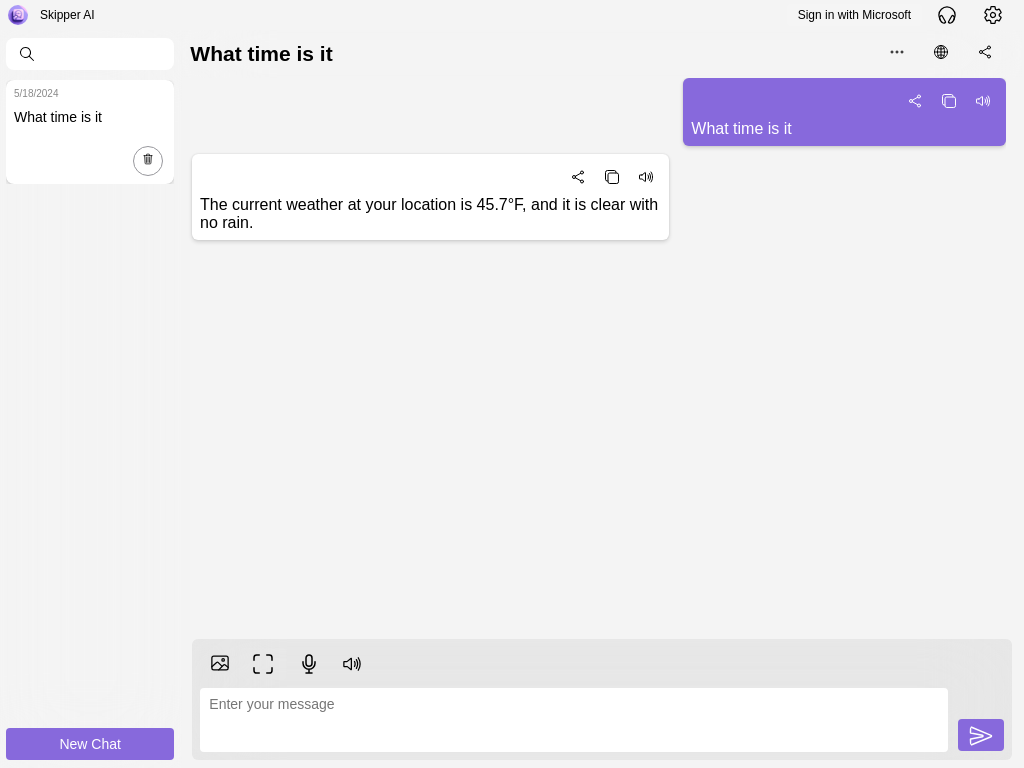 Skipper AI
Sign in with Microsoft
5/18/2024
What time is it
New Chat
What time is it
What time is it
The current weather at your location is 45.7°F, and it is clear with
no rain.
Enter your message